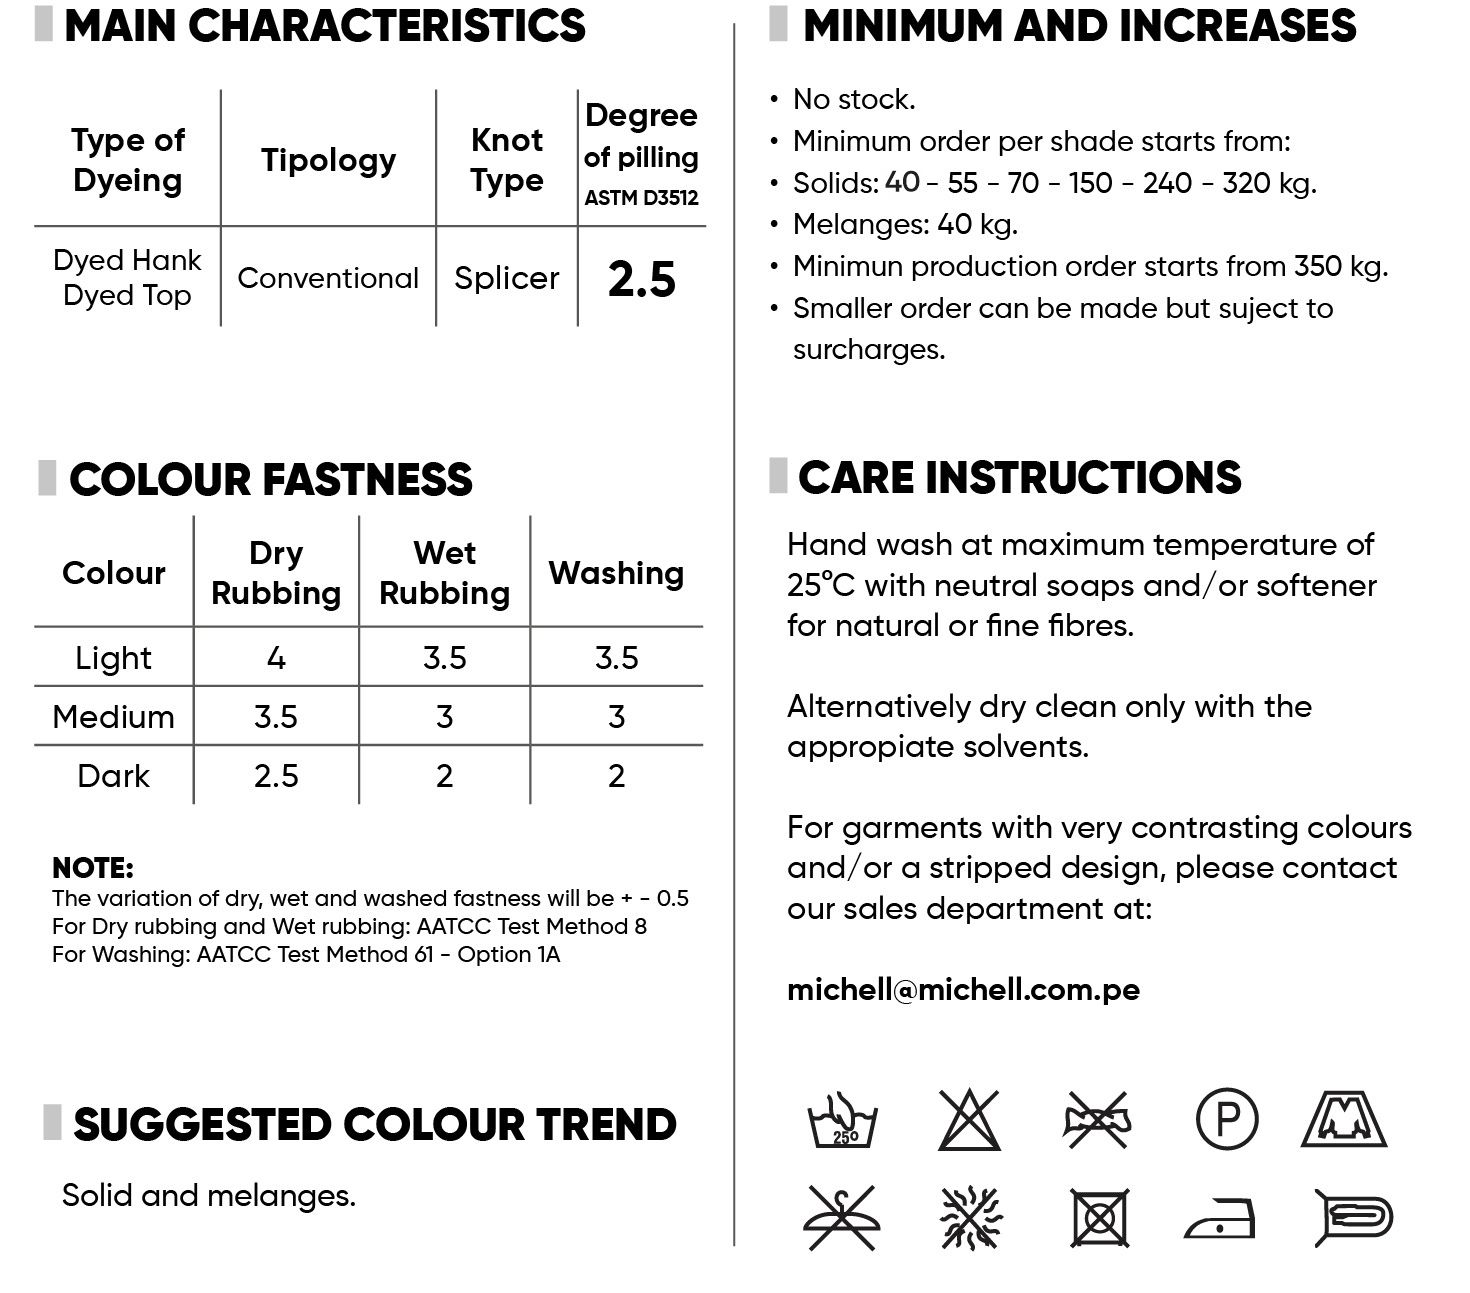 MAIN CHARACTERISTICS
Type of
Dyeing
Tipology
Knot
Type
Degree
of pilling
ASTM D3512
Dyed Hank
Dyed Top
Conventional
Splicer
2.5
COLOUR FASTNESS
Colour
Dry
Rubbing
Wet
Rubbing
Washing
Light 4 3.5 3.5
Medium 3.5 3 3
Dark 2.5 2 2
NOTE:
The variation of dry, wet and washed fastness will be + - 0.5
For Dry rubbing and Wet rubbing: AATCC Test Method 8
For Washing: AATCC Test Method 61 - Option 1A
SUGGESTED COLOUR TREND
Solid and melanges.
MINIMUM AND INCREASES
• No stock.
• Minimum order per shade starts from:
• Solids: 40 - 55 - 70 - 150 - 240 - 320 kg.
• Melanges: 40 kg.
• Minimun production order starts from 350 kg.
• Smaller order can be made but suject to
surcharges.
CARE INSTRUCTIONS
Hand wash at maximum temperature of
25°C with neutral soaps and/or softener
for natural or fine fibres.
Alternatively dry clean only with the
appropiate solvents.
For garments with very contrasting colours
and/or a stripped design, please contact
our sales department at:
michell@michell.com.pe
25º
P